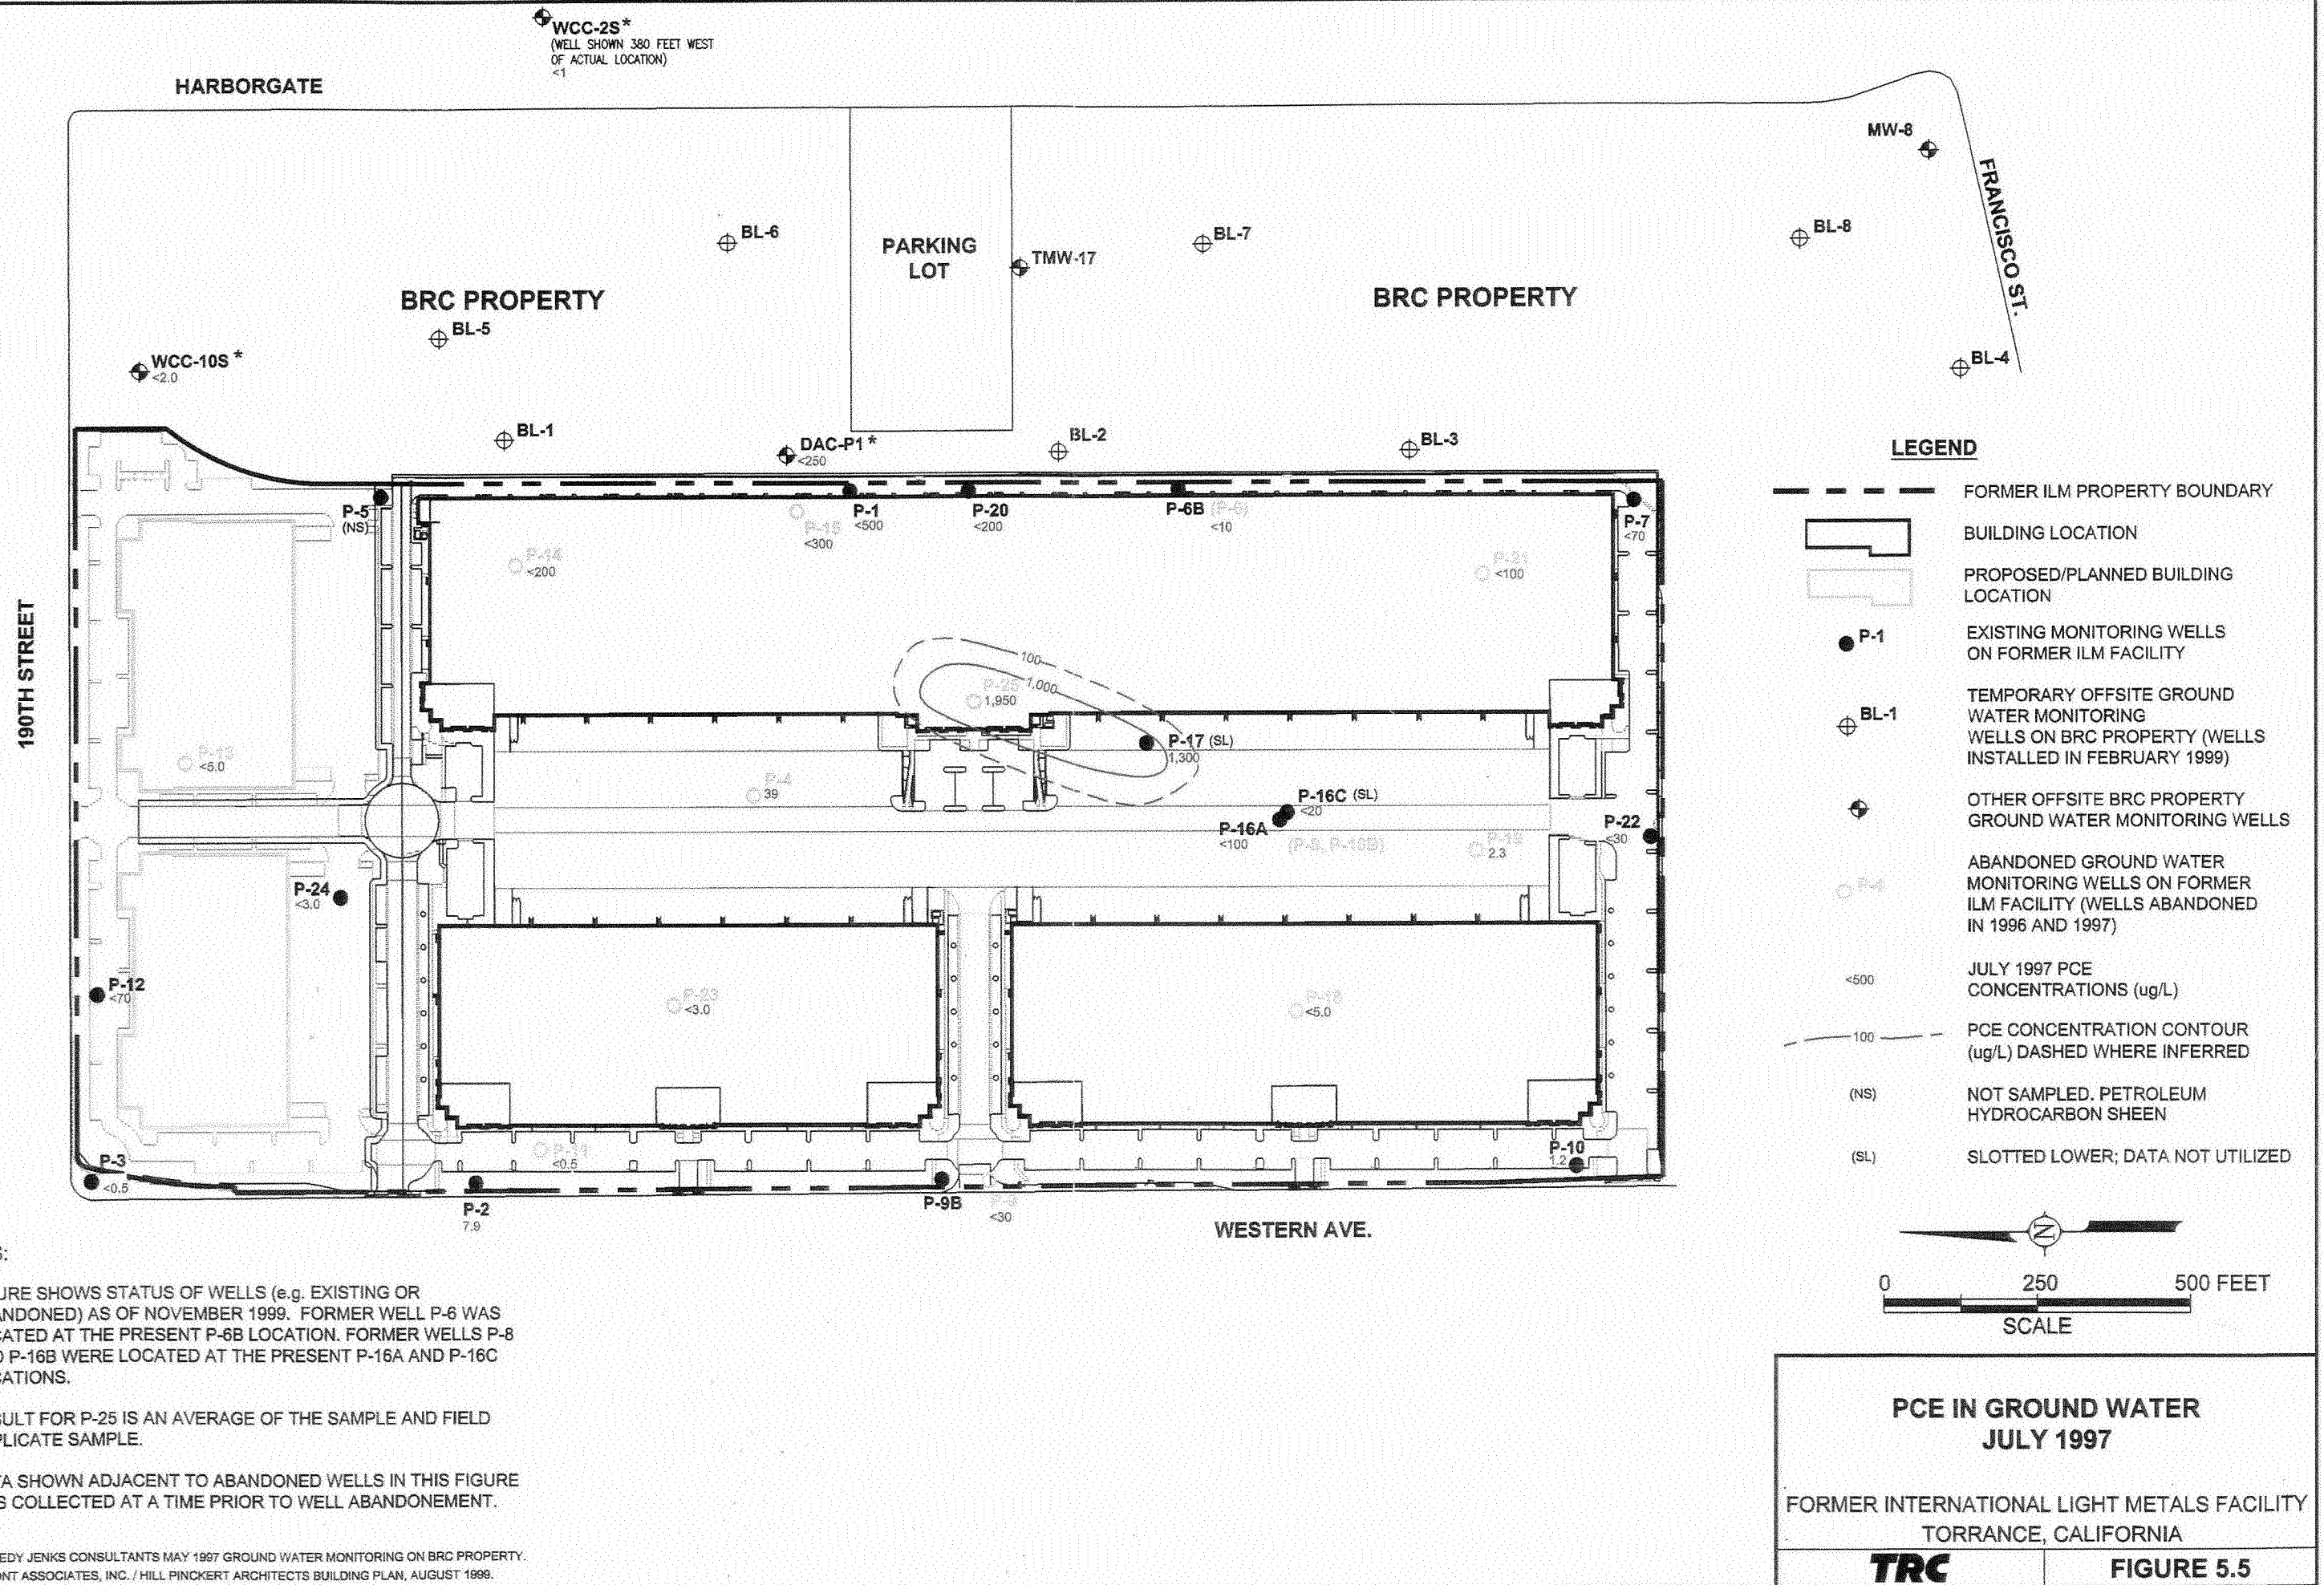 WCC-2S*
(WELL SHOWN 380 FEET WEST
OF ACTUAL LOCATION)
<1
HARBORGATE
MW-8
FRANCISCO ST.
BL-6
PARKING
LOT
TMW-17
BL-7
BL-8
BRC PROPERTY
BRC PROPERTY
BL-5
WCC-10S*
<2.0
BL-4
BL-1
DAC-P1*
<250
BL-2
BL-3
P-5
(NS)
P-15
<300
P-1
<500
P-20
<200
P-6B (P-6)
<10
P-7
<70
P-14
<200
P-21
<100
190TH STREET
100
1,000
P-25
1,950
P-17 (SL)
1,300
P-13
<5.0
P-4
39
P-16C (SL)
<20
P-16A
<100
(P-8, P-16B)
P-19
2.3
P-22
<30
P-24
<3.0
P-12
<70
P-23
<3.0
P-18
<5.0
P-3
<0.5
P-11
<0.5
P-2
7.9
P-9B
P-9
<30
P-10
1.2
WESTERN AVE.
LEGEND
FORMER ILM PROPERTY BOUNDARY
BUILDING LOCATION
PROPOSED/PLANNED BUILDING
LOCATION
P-1
EXISTING MONITORING WELLS
ON FORMER ILM FACILITY
BL-1
TEMPORARY OFFSITE GROUND
WATER MONITORING
WELLS ON BRC PROPERTY (WELLS
INSTALLED IN FEBRUARY 1999)
OTHER OFFSITE BRC PROPERTY
GROUND WATER MONITORING WELLS
P-4
ABANDONED GROUND WATER
MONITORING WELLS ON FORMER
ILM FACILITY (WELLS ABANDONED
IN 1996 AND 1997)
<500
JULY 1997 PCE
CONCENTRATIONS (ug/L)
100
PCE CONCENTRATION CONTOUR
(ug/L) DASHED WHERE INFERRED
(NS)
NOT SAMPLED. PETROLEUM
HYDROCARBON SHEEN
(SL)
SLOTTED LOWER; DATA NOT UTILIZED
N
0 250 500 FEET
SCALE
S:
URE SHOWS STATUS OF WELLS (e.g. EXISTING OR
ANDONED) AS OF NOVEMBER 1999. FORMER WELL P-6 WAS
CATED AT THE PRESENT P-6B LOCATION. FORMER WELLS P-8
D P-16B WERE LOCATED AT THE PRESENT P-16A AND P-16C
CATIONS.
SULT FOR P-25 IS AN AVERAGE OF THE SAMPLE AND FIELD
PLICATE SAMPLE.
TA SHOWN ADJACENT TO ABANDONED WELLS IN THIS FIGURE
S COLLECTED AT A TIME PRIOR TO WELL ABANDONEMENT.
EDY JENKS CONSULTANTS MAY 1997 GROUND WATER MONITORING ON BRC PROPERTY.
ONT ASSOCIATES, INC. / HILL PINCKERT ARCHITECTS BUILDING PLAN, AUGUST 1999.
PCE IN GROUND WATER
JULY 1997
FORMER INTERNATIONAL LIGHT METALS FACILITY
TORRANCE, CALIFORNIA
TRC
FIGURE 5.5